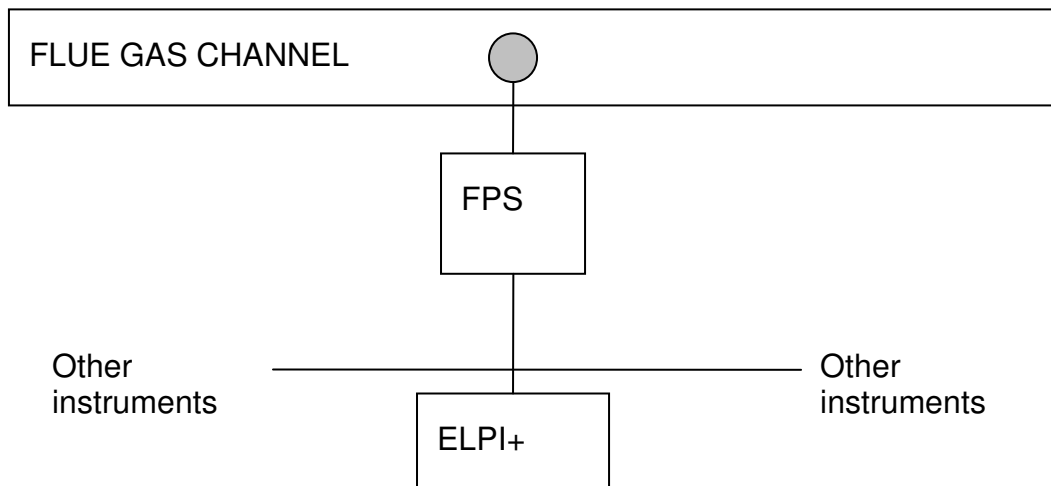 FLUE GAS CHANNEL
FPS
Other
instruments
Other
instruments
ELPI+